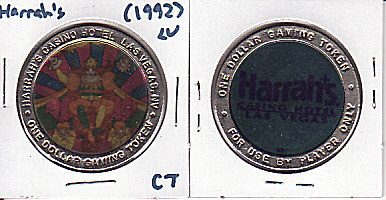 Harrah's
(1992)
LV
HARRAH'S CASINO HOTEL LAS VEGAS, NV
ONE DOLLAR GAMING TOKEN
CT
ONE DOLLAR GAMING TOKEN
Harrah's
CASINO HOTEL
LAS VEGAS
FOR USE BY PLAYER ONLY